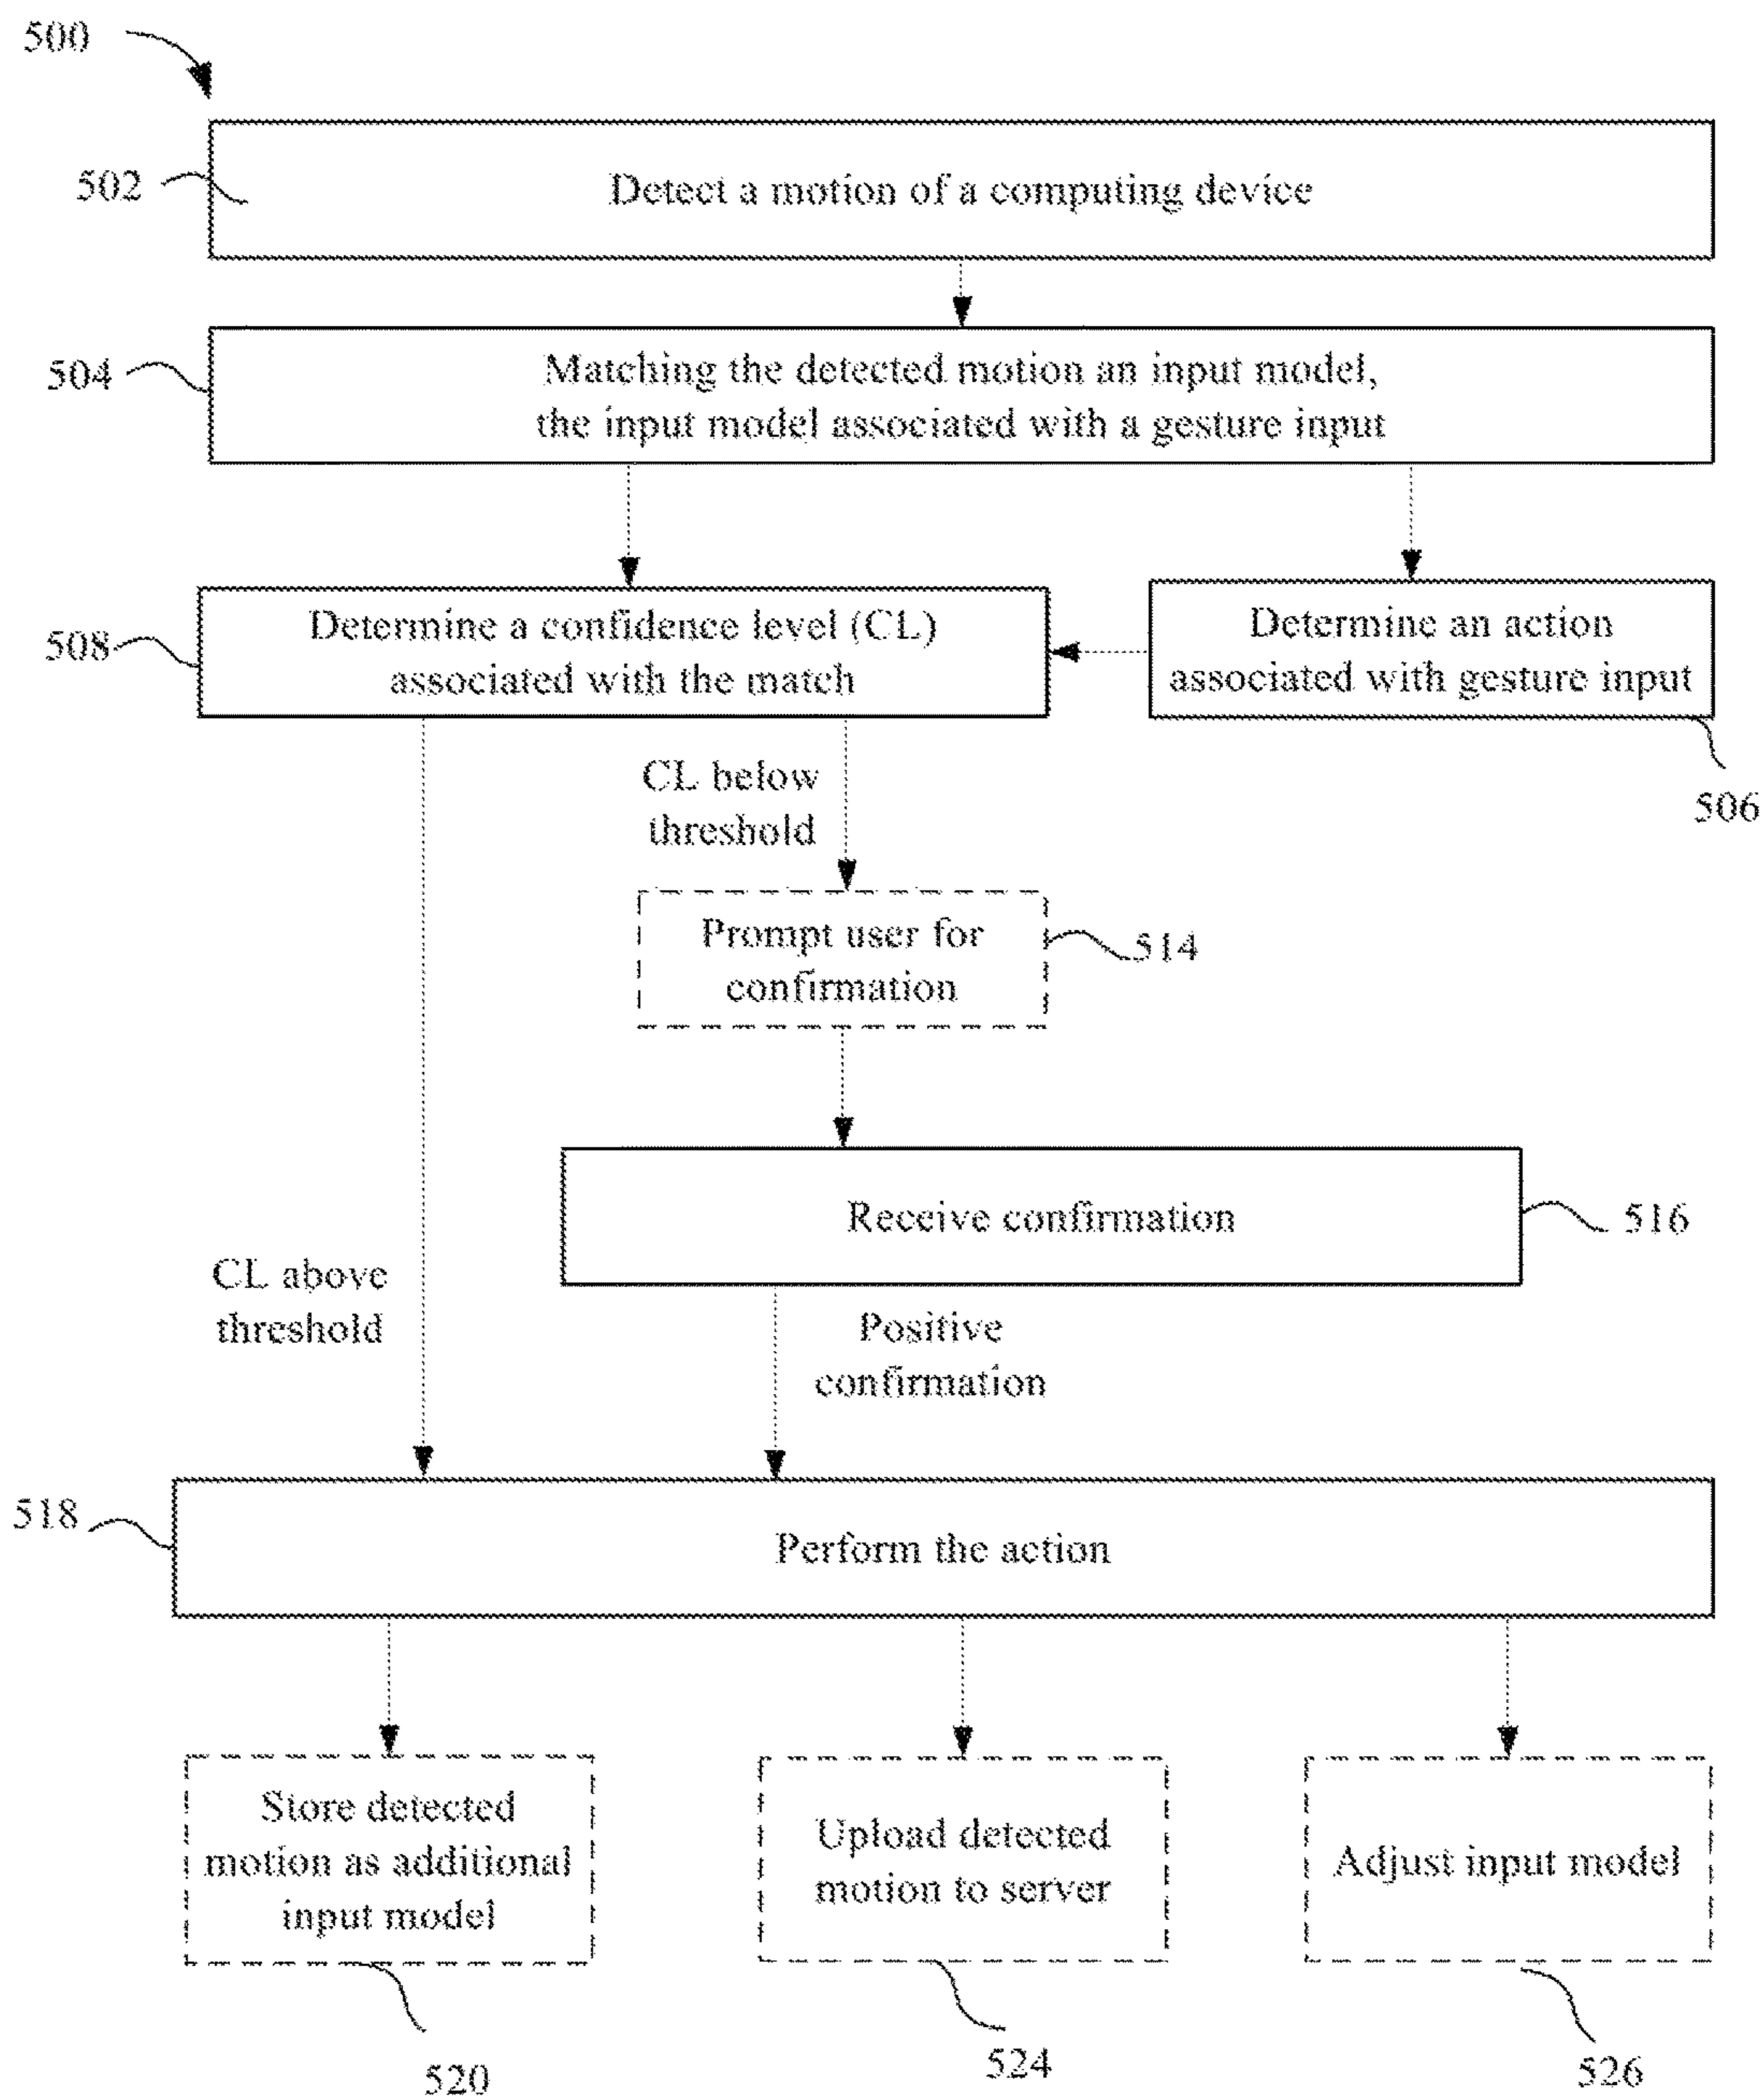 500
502
Detect a motion of a computing device
504
Matching the detected motion an input model,
the input model associated with a gesture input
508
Determine a confidence level (CL)
associated with the match
Determine an action
associated with gesture input
506
CL below
threshold
Prompt user for
confirmation
514
Receive confirmation
516
CL above
threshold
Positive
confirmation
518
Perform the action
Store detected
motion as additional
input model
Upload detected
motion to server
Adjust input model
520
524
526